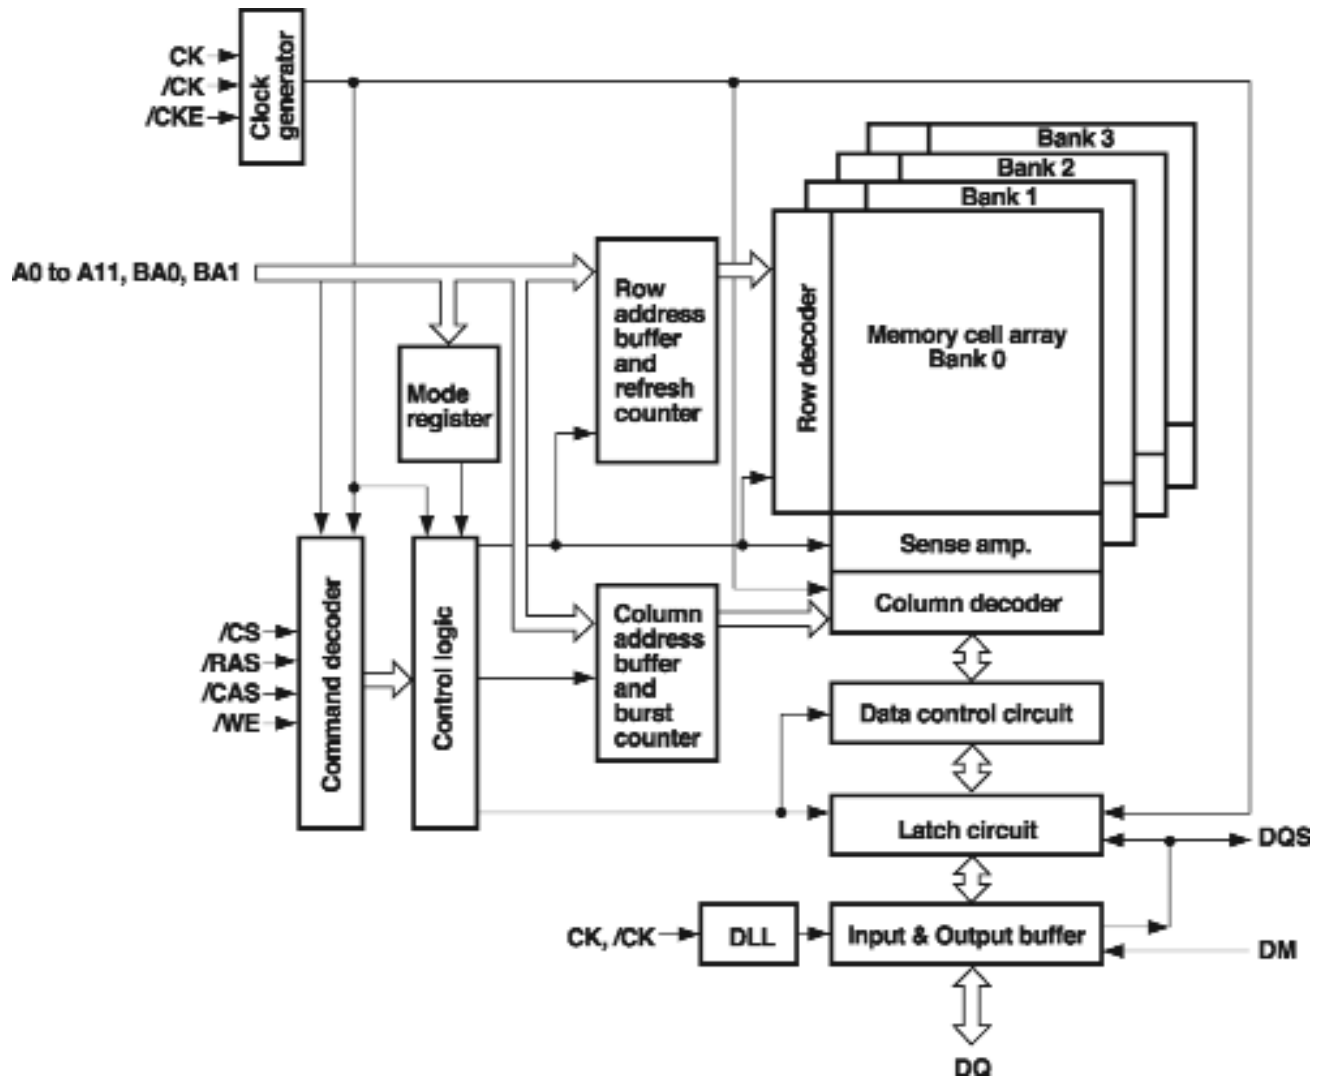 CK
/CK
/CKE
Clock
generator
Bank 3
Bank 2
Bank 1
A0 to A11, BA0, BA1
Row
address
buffer
and
refresh
counter
Row decoder
Memory cell array
Bank 0
Mode
register
Sense amp.
Column decoder
Command decoder
/CS
/RAS
/CAS
/WE
Control logic
Column
address
buffer
and
burst
counter
Data control circuit
Latch circuit
DQS
CK, /CK
DLL
Input & Output buffer
DM
DQ